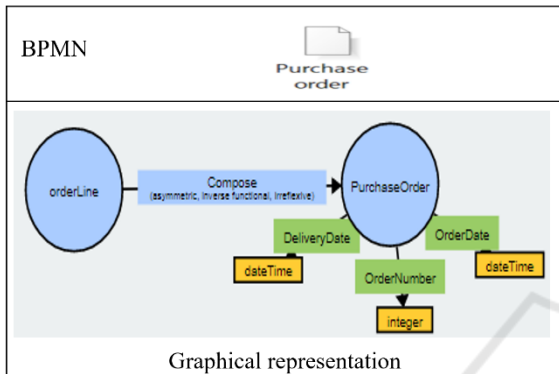 BPMN
Purchase
order
orderLine
Compose
(asymmetric, inverse functional, irreflexive)
PurchaseOrder
DeliveryDate
OrderDate
dateTime
OrderNumber
dateTime
integer
Graphical representation